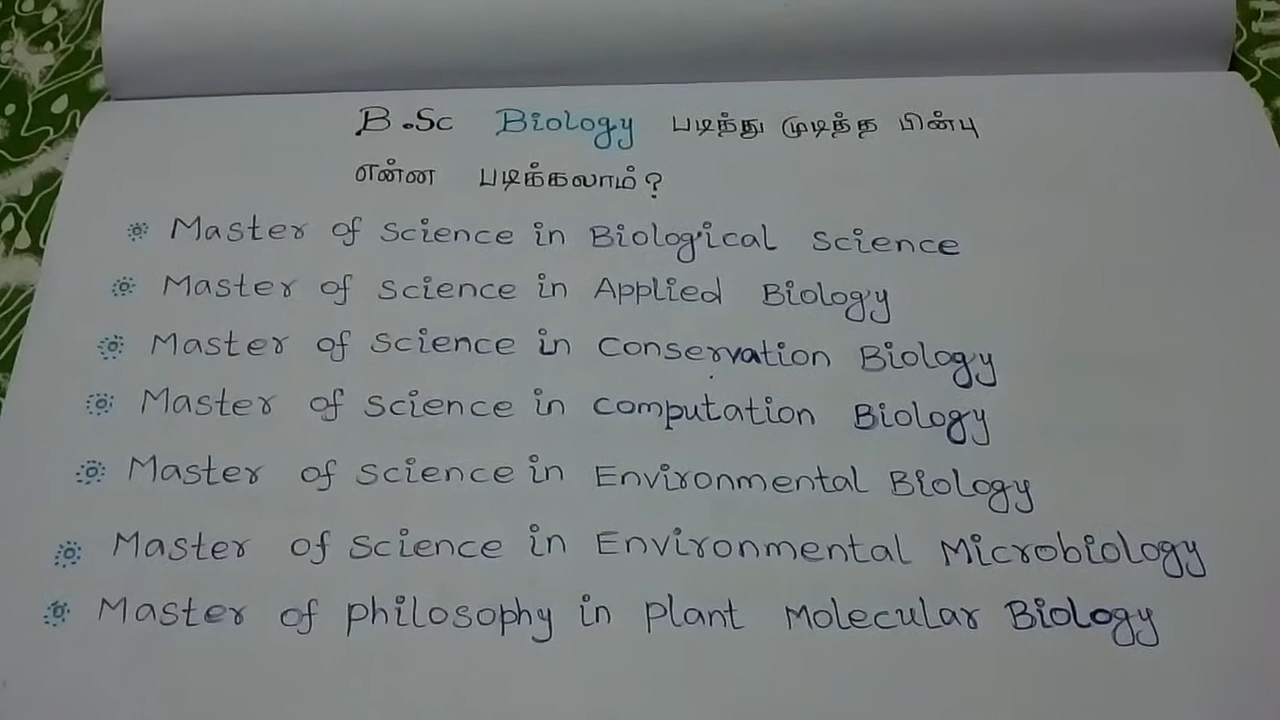 B.Sc Biology படித்து முடித்த பின்பு
என்ன படிக்கலாம்?
Master of Science in Biological Science
Master of Science in Applied Biology
Master of Science in Conservation Biology
Master of Science in Computation Biology
Master of Science in Environmental Biology
Master of Science in Environmental Microbiology
Master of philosophy in plant Molecular Biology